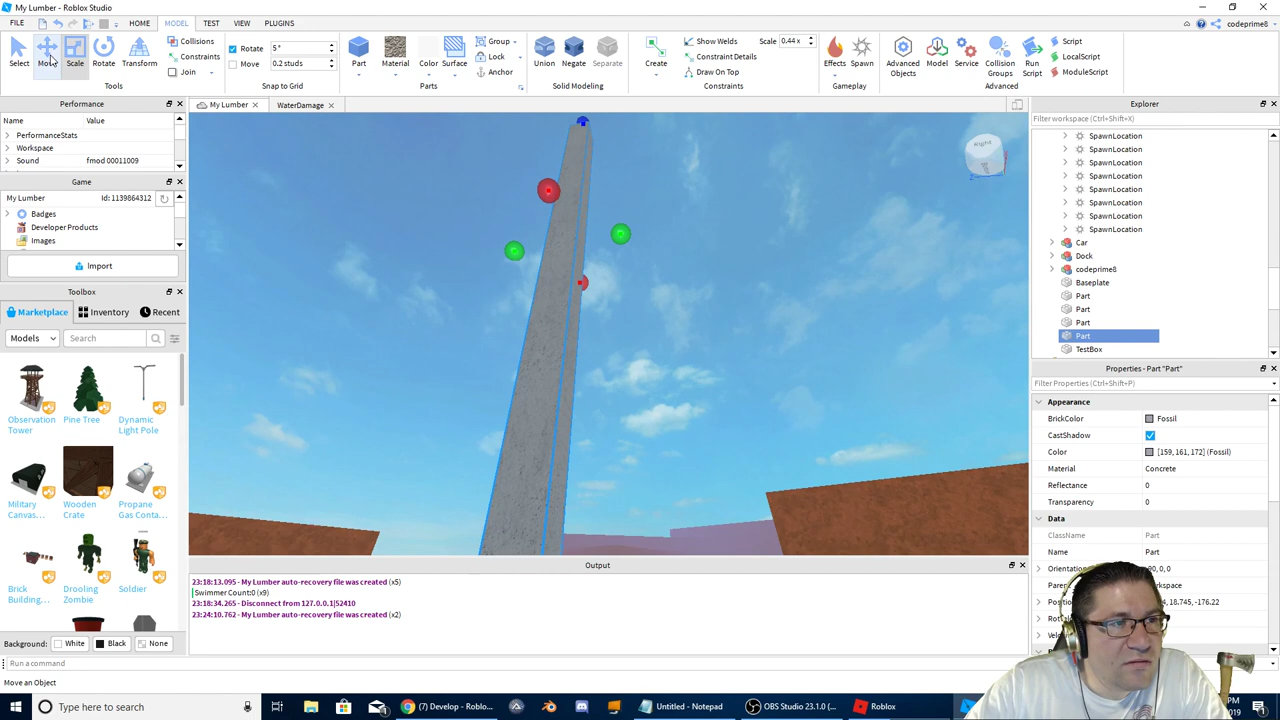 My Lumber - Roblox Studio
FILE HOME MODEL TEST VIEW PLUGINS codeprime8
Select Move Scale Rotate Transform Collisions Constraints Join Rotate 5 ° Move 0.2 studs Part Material Color Surface Group Lock Anchor Union Negate Separate Create Show Welds Scale 0.44 x Constraint Details Draw On Top Effects Spawn Advanced Objects Model Service Collision Groups Run Script Script LocalScript ModuleScript
Tools Snap to Grid Parts Solid Modeling Constraints Gameplay Advanced
Performance
Name Value
PerformanceStats
Workspace
Sound fmod 00011009
Game
My Lumber Id: 1139864312
Badges
Developer Products
Images
Import
Toolbox
Marketplace Inventory Recent
Models Search
Observation Tower Pine Tree Dynamic Light Pole
Military Canvas... Wooden Crate Propane Gas Conta...
Brick Building... Drooling Zombie Soldier
Background: White Black None
Run a command
Move an Object
My Lumber WaterDamage
Right
Output
23:18:13.095 - My Lumber auto-recovery file was created (x5)
Swimmer Count:0 (x9)
23:18:34.265 - Disconnect from 127.0.0.1|52410
23:24:10.762 - My Lumber auto-recovery file was created (x2)
Explorer
Filter workspace (Ctrl+Shift+X)
SpawnLocation
SpawnLocation
SpawnLocation
SpawnLocation
SpawnLocation
SpawnLocation
SpawnLocation
SpawnLocation
Car
Dock
codeprime8
Baseplate
Part
Part
Part
Part
TestBox
Properties - Part "Part"
Filter Properties (Ctrl+Shift+P)
Appearance
BrickColor Fossil
CastShadow
Color [159, 161, 172] (Fossil)
Material Concrete
Reflectance 0
Transparency 0
Data
ClassName Part
Name Part
Type here to search
(7) Develop - Roblo...
Untitled - Notepad
OBS Studio 23.1.0 (...
Roblox